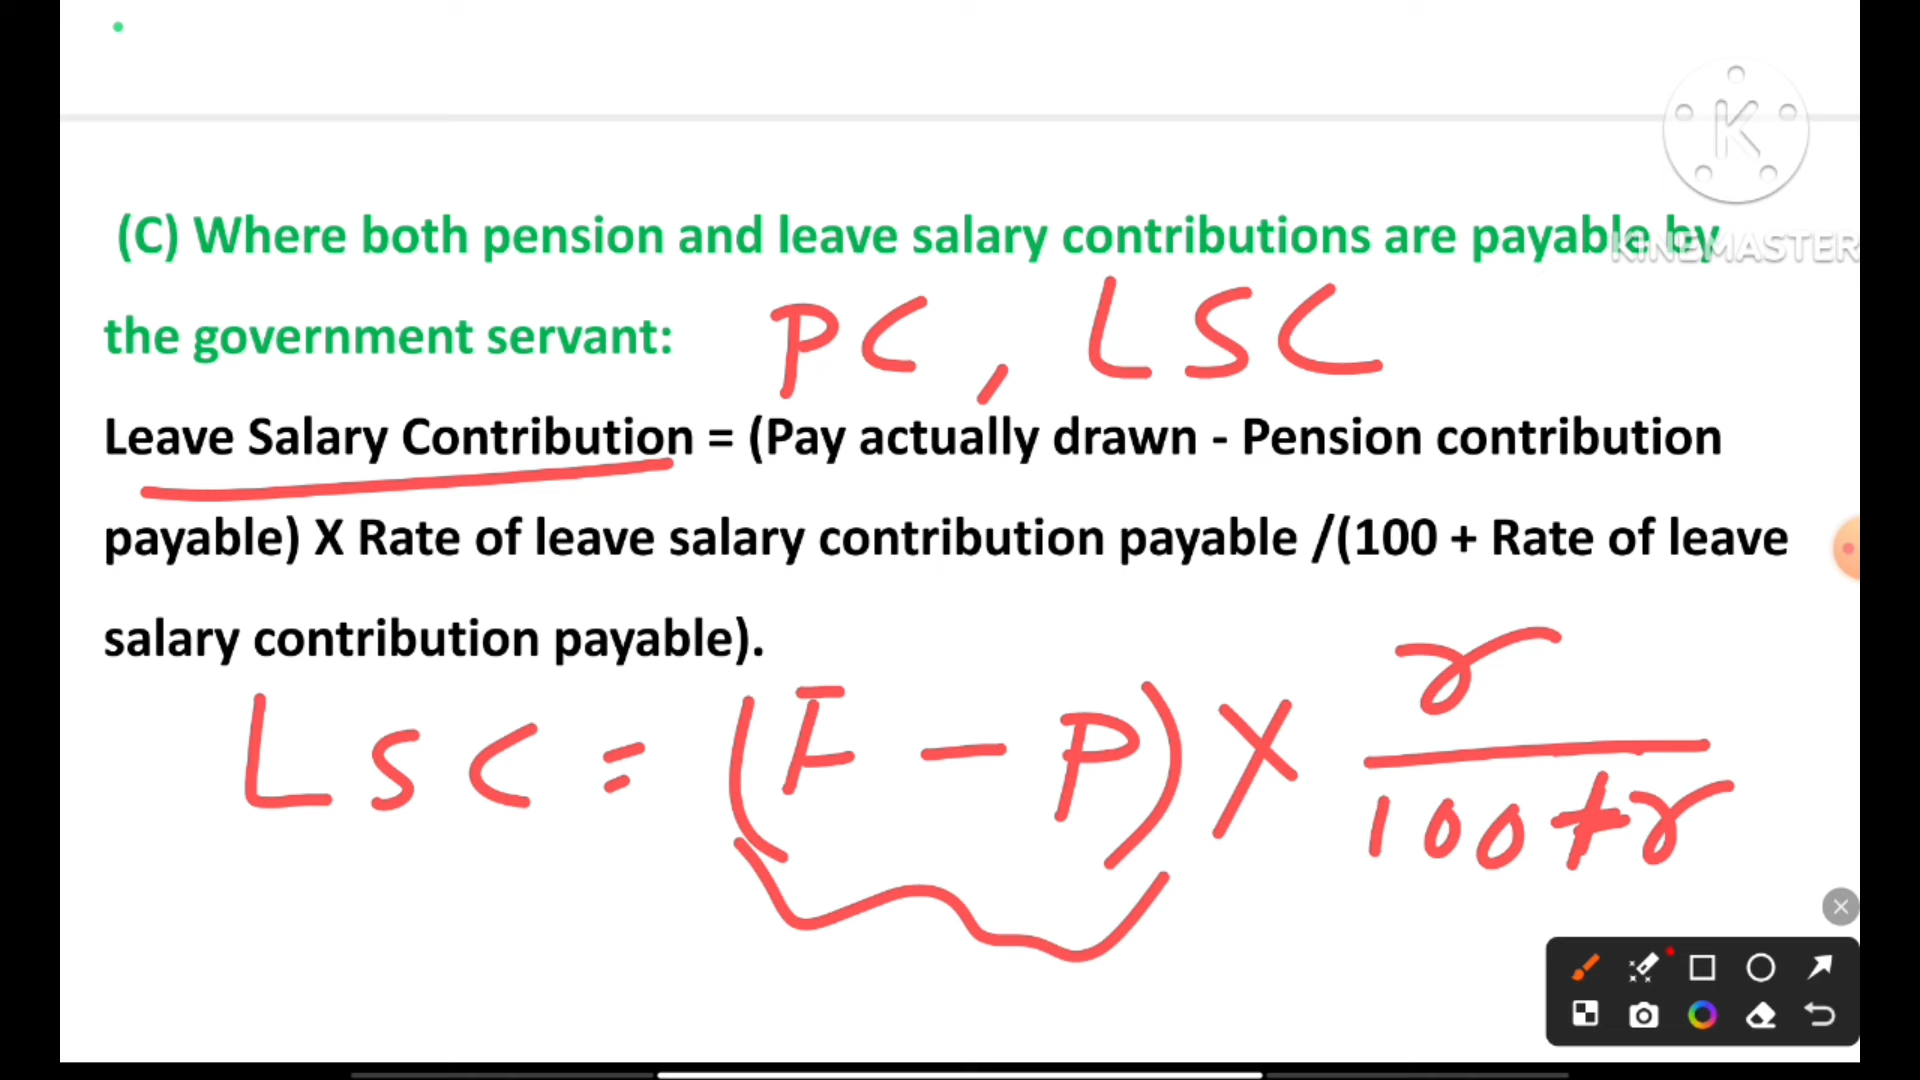 K
KINEMASTER
(C) Where both pension and leave salary contributions are payable by
the government servant:
PC, LSC
Leave Salary Contribution = (Pay actually drawn - Pension contribution
payable) X Rate of leave salary contribution payable /(100 + Rate of leave
salary contribution payable).
LSC = (F - P) X r
100+r